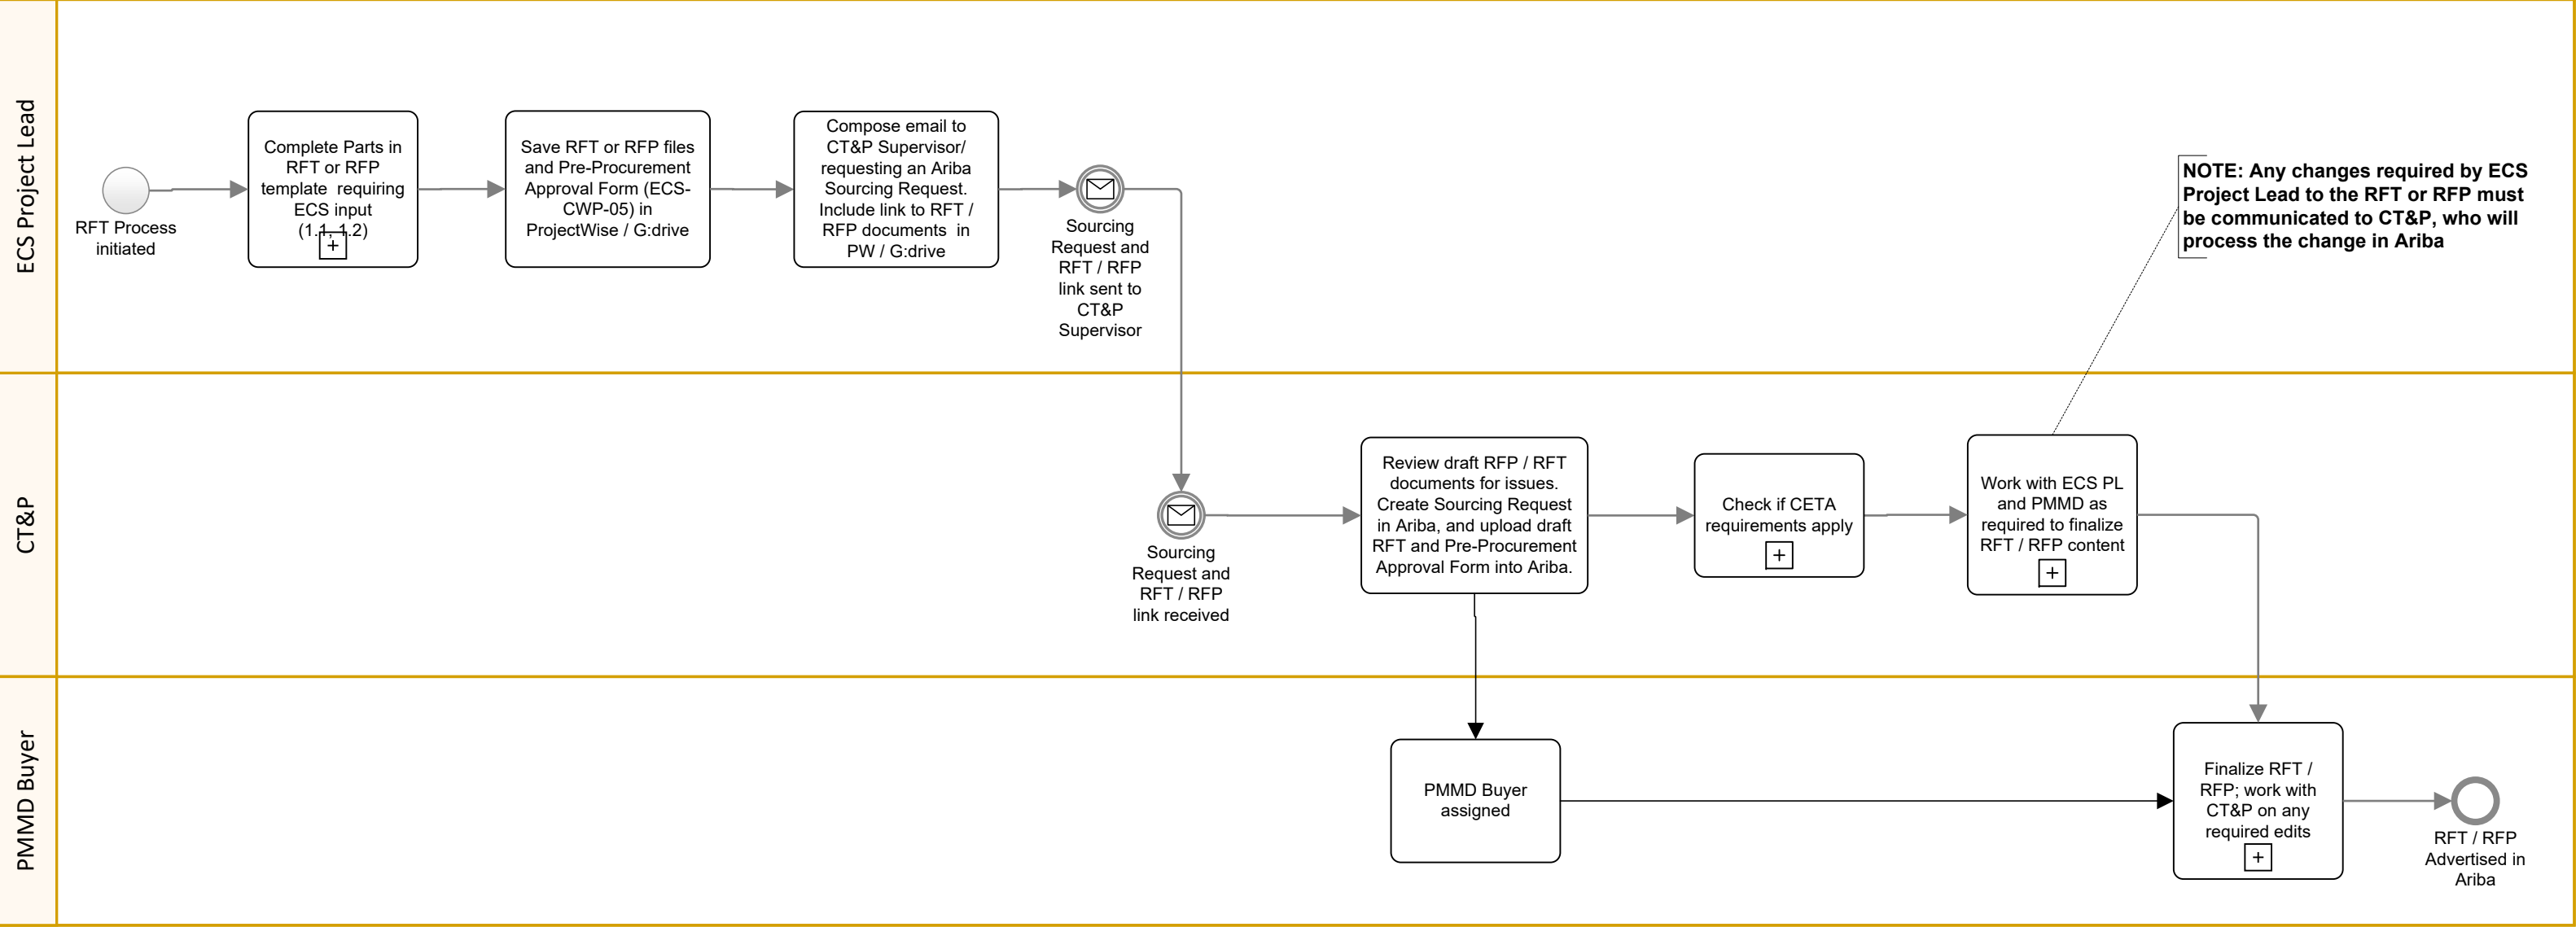 ECS Project Lead
RFT Process
initiated
Complete Parts in
RFT or RFP
template requiring
ECS input
(1.1, 1.2)
Save RFT or RFP files
and Pre-Procurement
Approval Form (ECS-
CWP-05) in
ProjectWise / G:drive
Compose email to
CT&P Supervisor/
requesting an Ariba
Sourcing Request.
Include link to RFT /
RFP documents in
PW / G:drive
Sourcing
Request and
RFT / RFP
link sent to
CT&P
Supervisor
NOTE: Any changes required by ECS
Project Lead to the RFT or RFP must
be communicated to CT&P, who will
process the change in Ariba
CT&P
Sourcing
Request and
RFT / RFP
link received
Review draft RFP / RFT
documents for issues.
Create Sourcing Request
in Ariba, and upload draft
RFT and Pre-Procurement
Approval Form into Ariba.
Check if CETA
requirements apply
Work with ECS PL
and PMMD as
required to finalize
RFT / RFP content
PMMD Buyer
PMMD Buyer
assigned
Finalize RFT /
RFP; work with
CT&P on any
required edits
RFT / RFP
Advertised in
Ariba